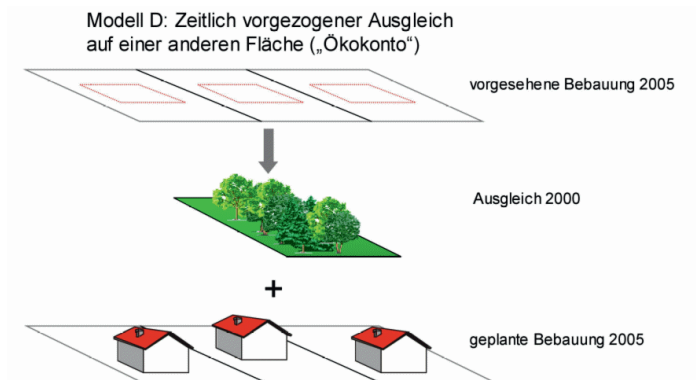 Modell D: Zeitlich vorgezogener Ausgleich
auf einer anderen Fläche („Ökokonto“)
vorgesehene Bebauung 2005
Ausgleich 2000
+
geplante Bebauung 2005